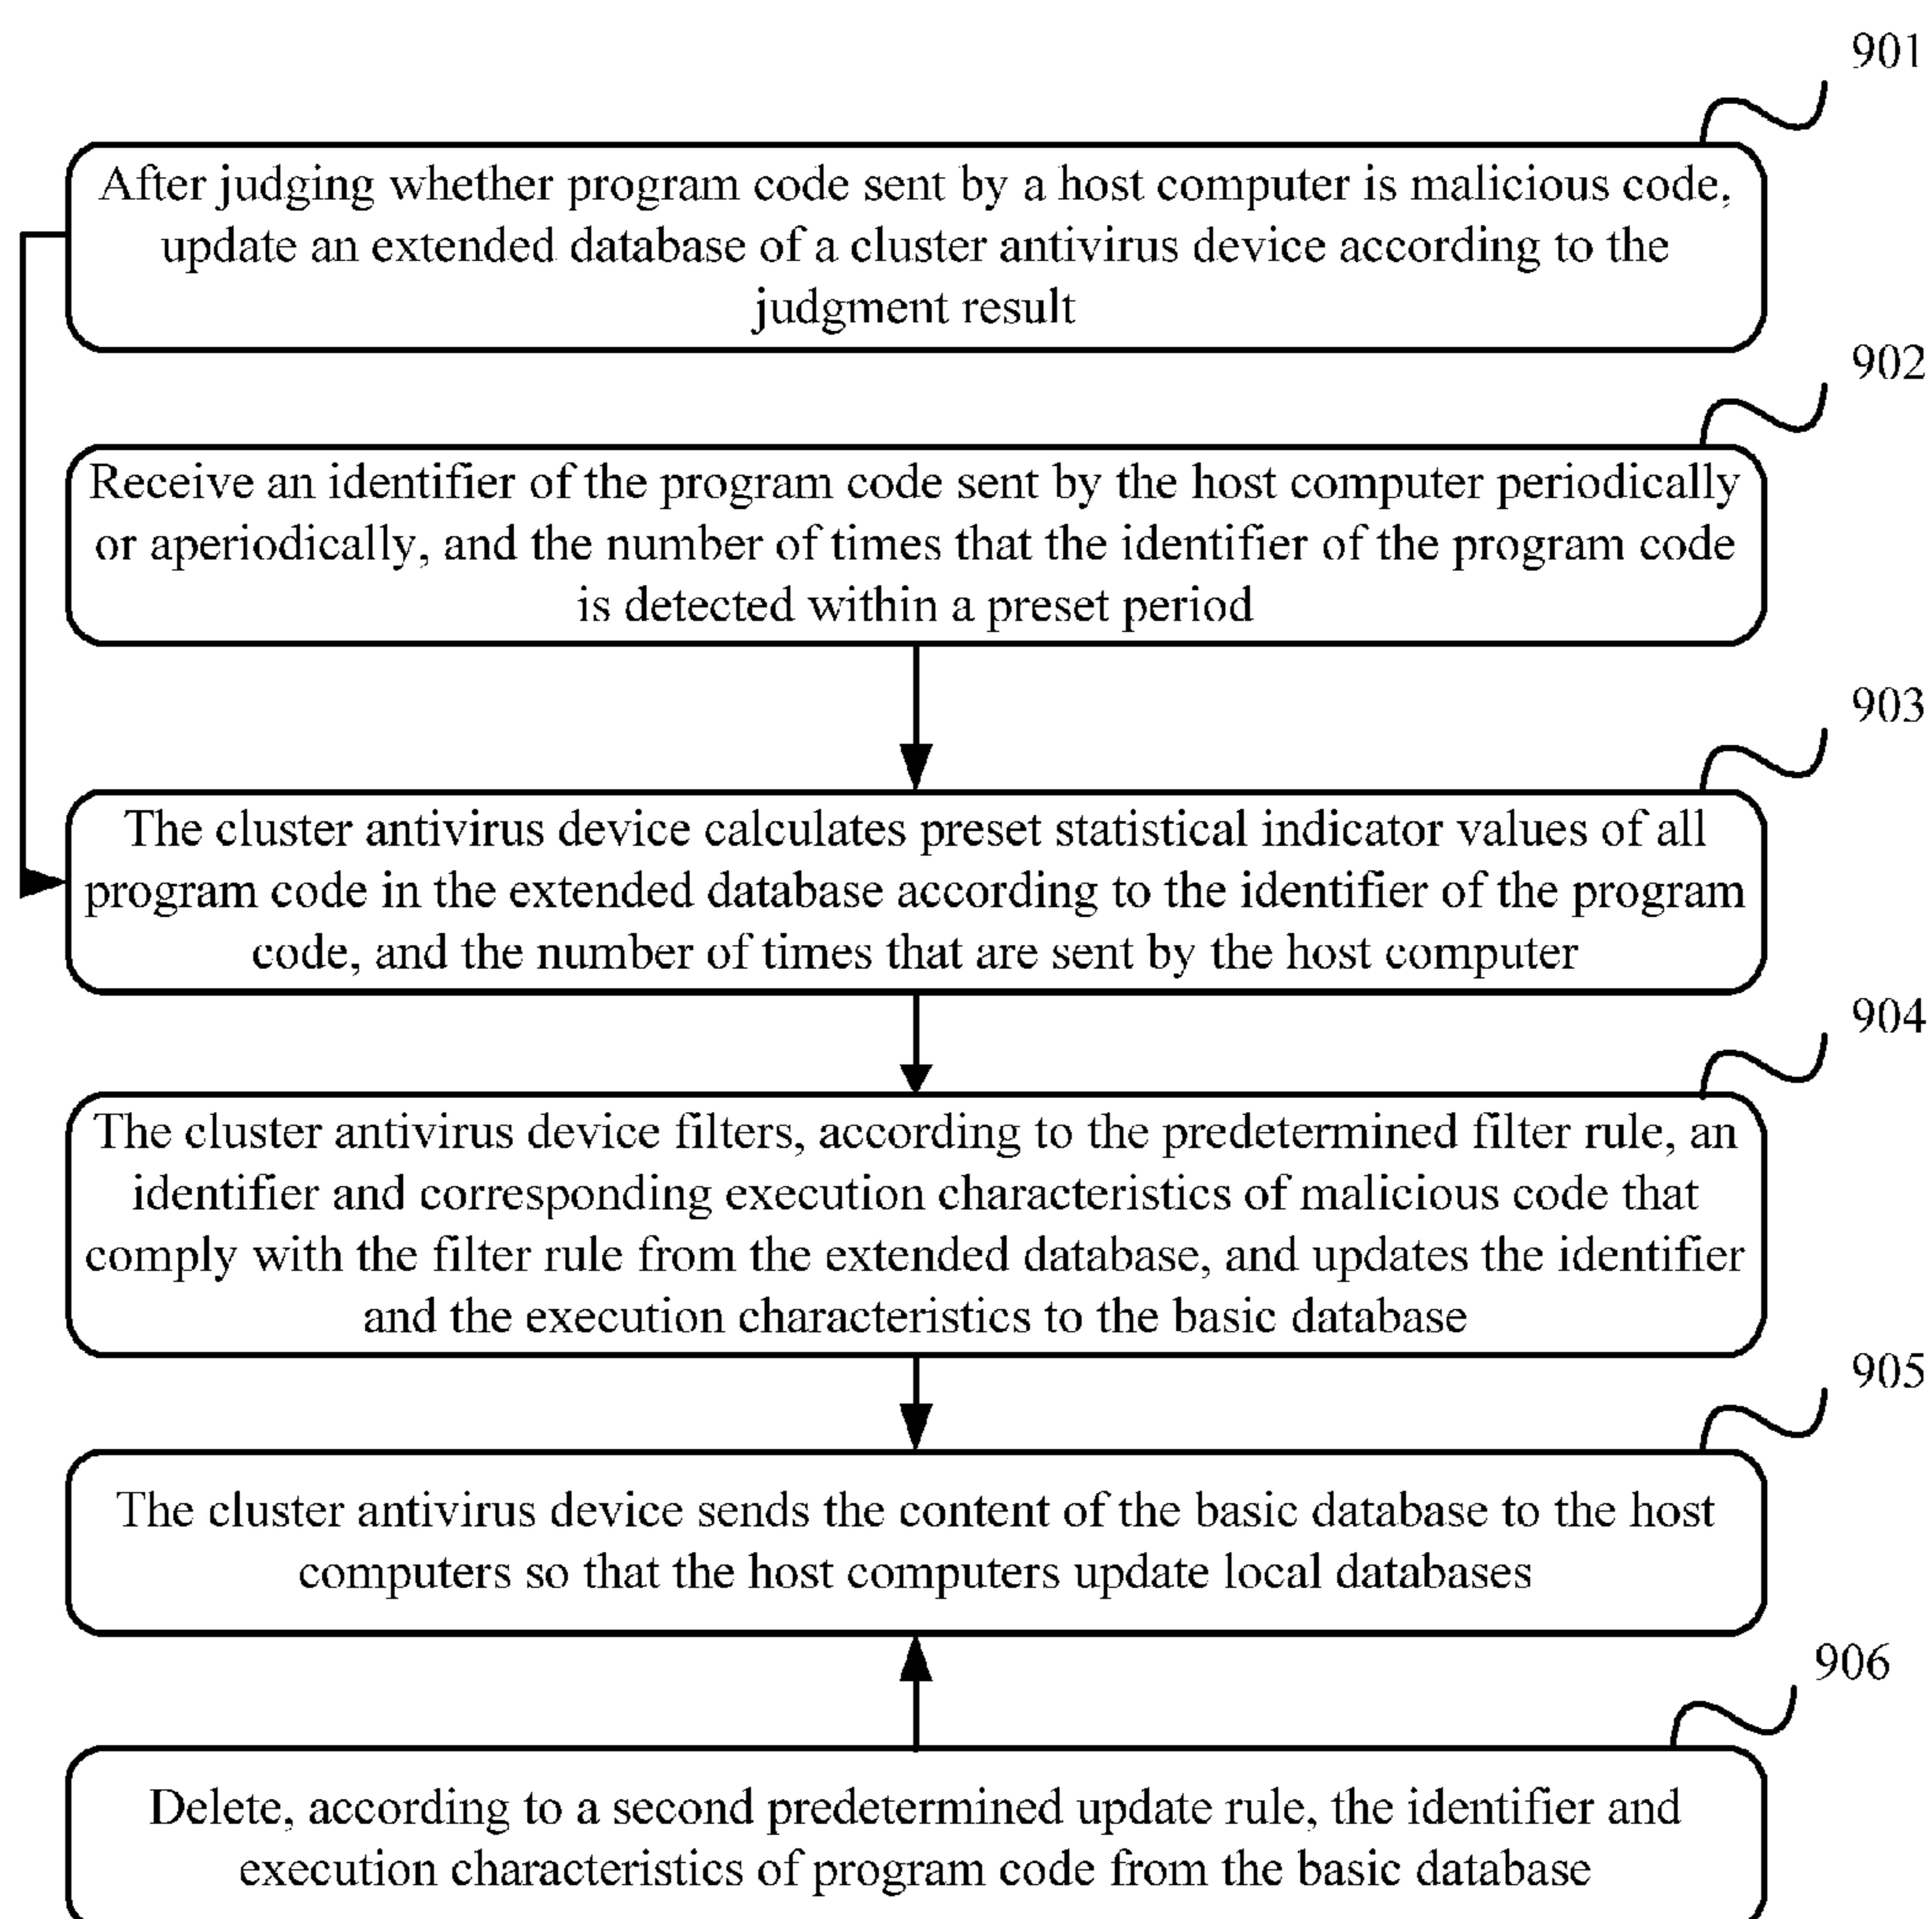 901
After judging whether program code sent by a host computer is malicious code,
update an extended database of a cluster antivirus device according to the
judgment result
902
Receive an identifier of the program code sent by the host computer periodically
or aperiodically, and the number of times that the identifier of the program code
is detected within a preset period
903
The cluster antivirus device calculates preset statistical indicator values of all
program code in the extended database according to the identifier of the program
code, and the number of times that are sent by the host computer
904
The cluster antivirus device filters, according to the predetermined filter rule, an
identifier and corresponding execution characteristics of malicious code that
comply with the filter rule from the extended database, and updates the identifier
and the execution characteristics to the basic database
905
The cluster antivirus device sends the content of the basic database to the host
computers so that the host computers update local databases
906
Delete, according to a second predetermined update rule, the identifier and
execution characteristics of program code from the basic database